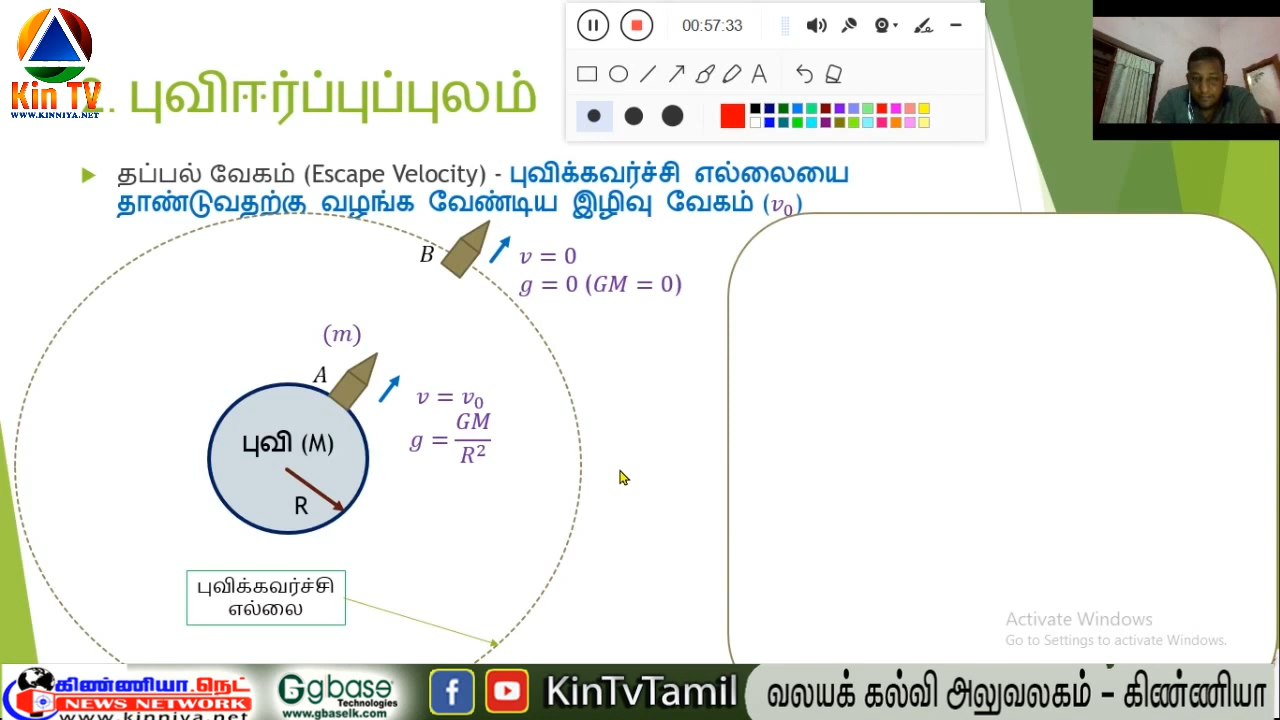 Kin TV
WWW.KINNIYA.NET
2. புவிஈர்ப்புப்புலம்
00:57:33
தப்பல் வேகம் (Escape Velocity) - புவிக்கவர்ச்சி எல்லையை
தாண்டுவதற்கு வழங்க வேண்டிய இழிவு வேகம் (v₀)
B
v = 0
g = 0 (GM = 0)
(m)
A
v = v₀
g = GM/R²
புவி (M)
R
புவிக்கவர்ச்சி
எல்லை
Activate Windows
Go to Settings to activate Windows.
கிண்ணியா.நெட்
NEWS NETWORK
www.kinniya.net
Ggbase
Technologies
www.gbaselk.com
KinTvTamil
வலயக் கல்வி அலுவலகம் – கிண்ணியா